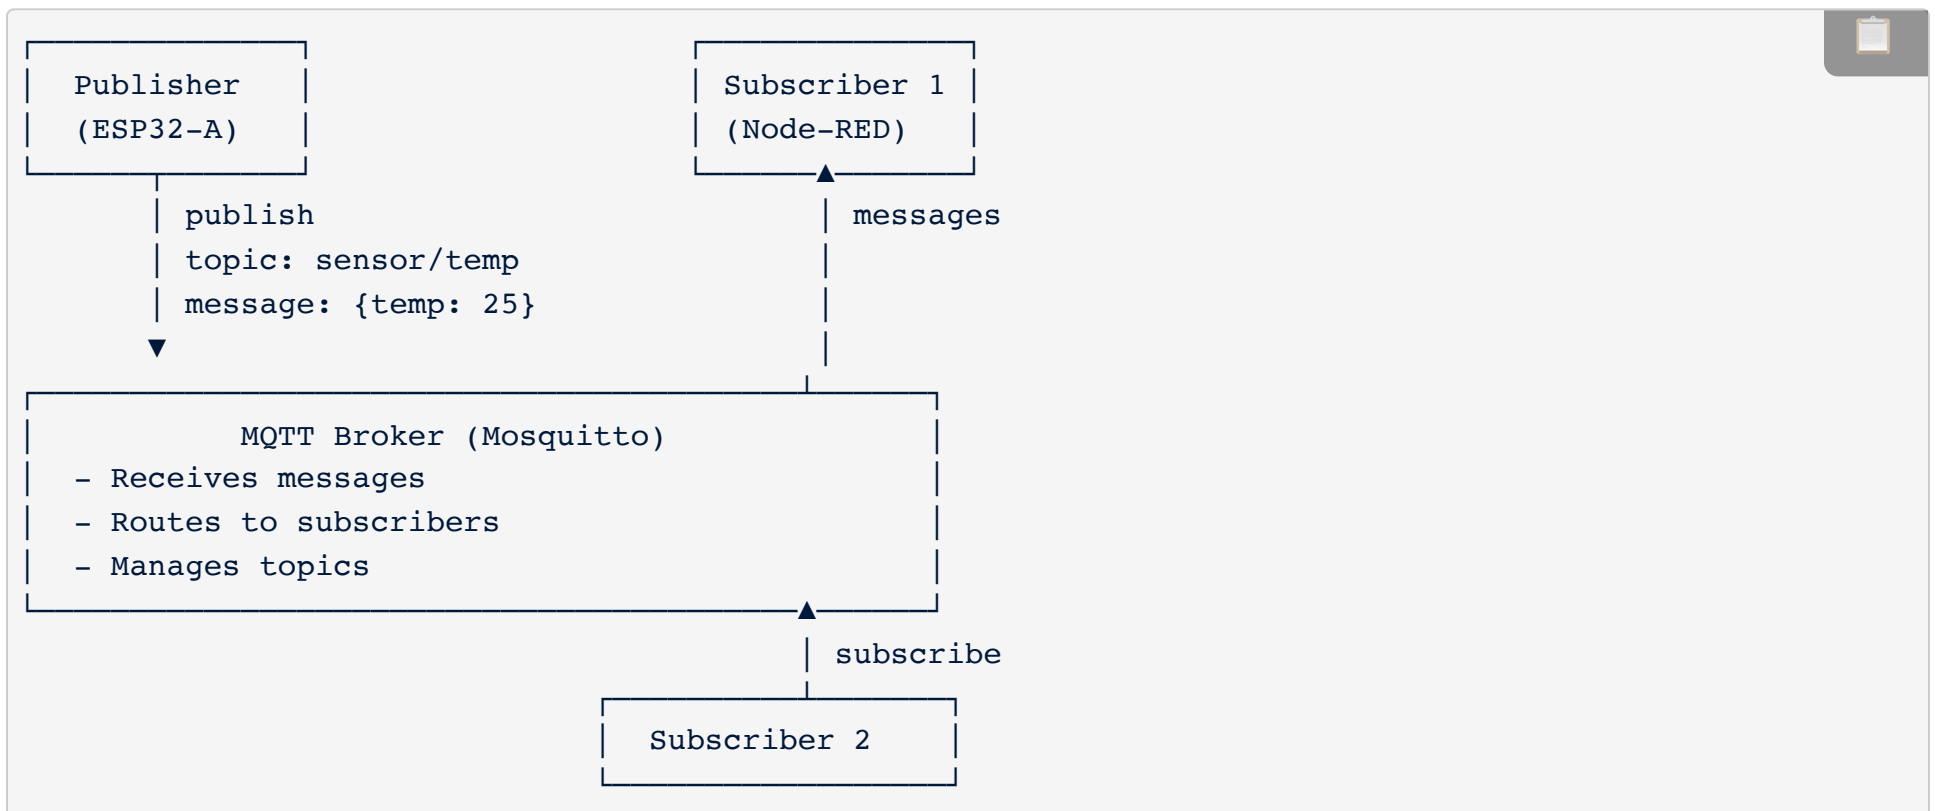 Publisher
(ESP32-A)
Subscriber 1
(Node-RED)
publish
topic: sensor/temp
message: {temp: 25}
messages
MQTT Broker (Mosquitto)
- Receives messages
- Routes to subscribers
- Manages topics
subscribe
Subscriber 2